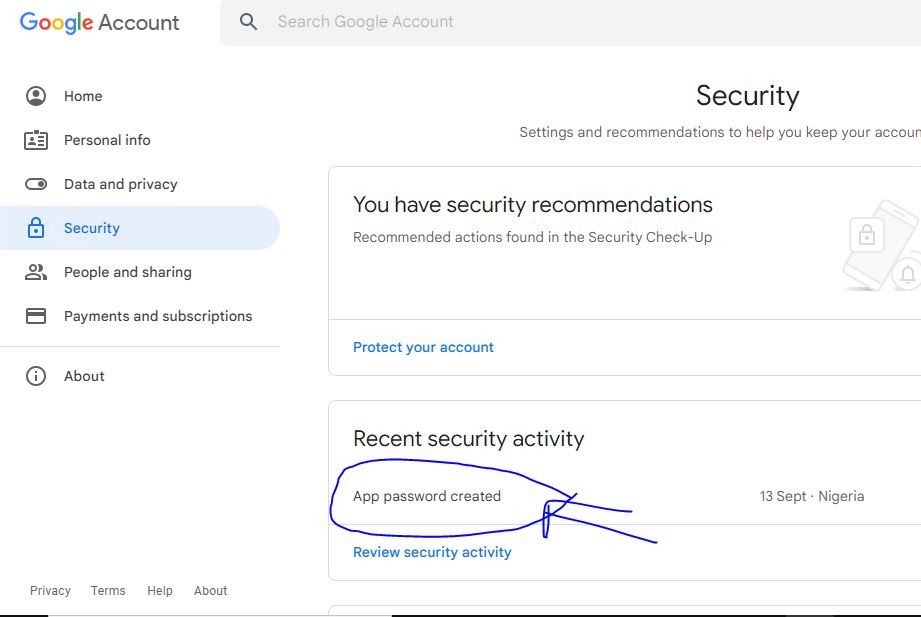 Google Account
Search Google Account
Home
Personal info
Data and privacy
Security
People and sharing
Payments and subscriptions
About
Privacy Terms Help About
Security
Settings and recommendations to help you keep your accoun
You have security recommendations
Recommended actions found in the Security Check-Up
Protect your account
Recent security activity
App password created 13 Sept · Nigeria
Review security activity